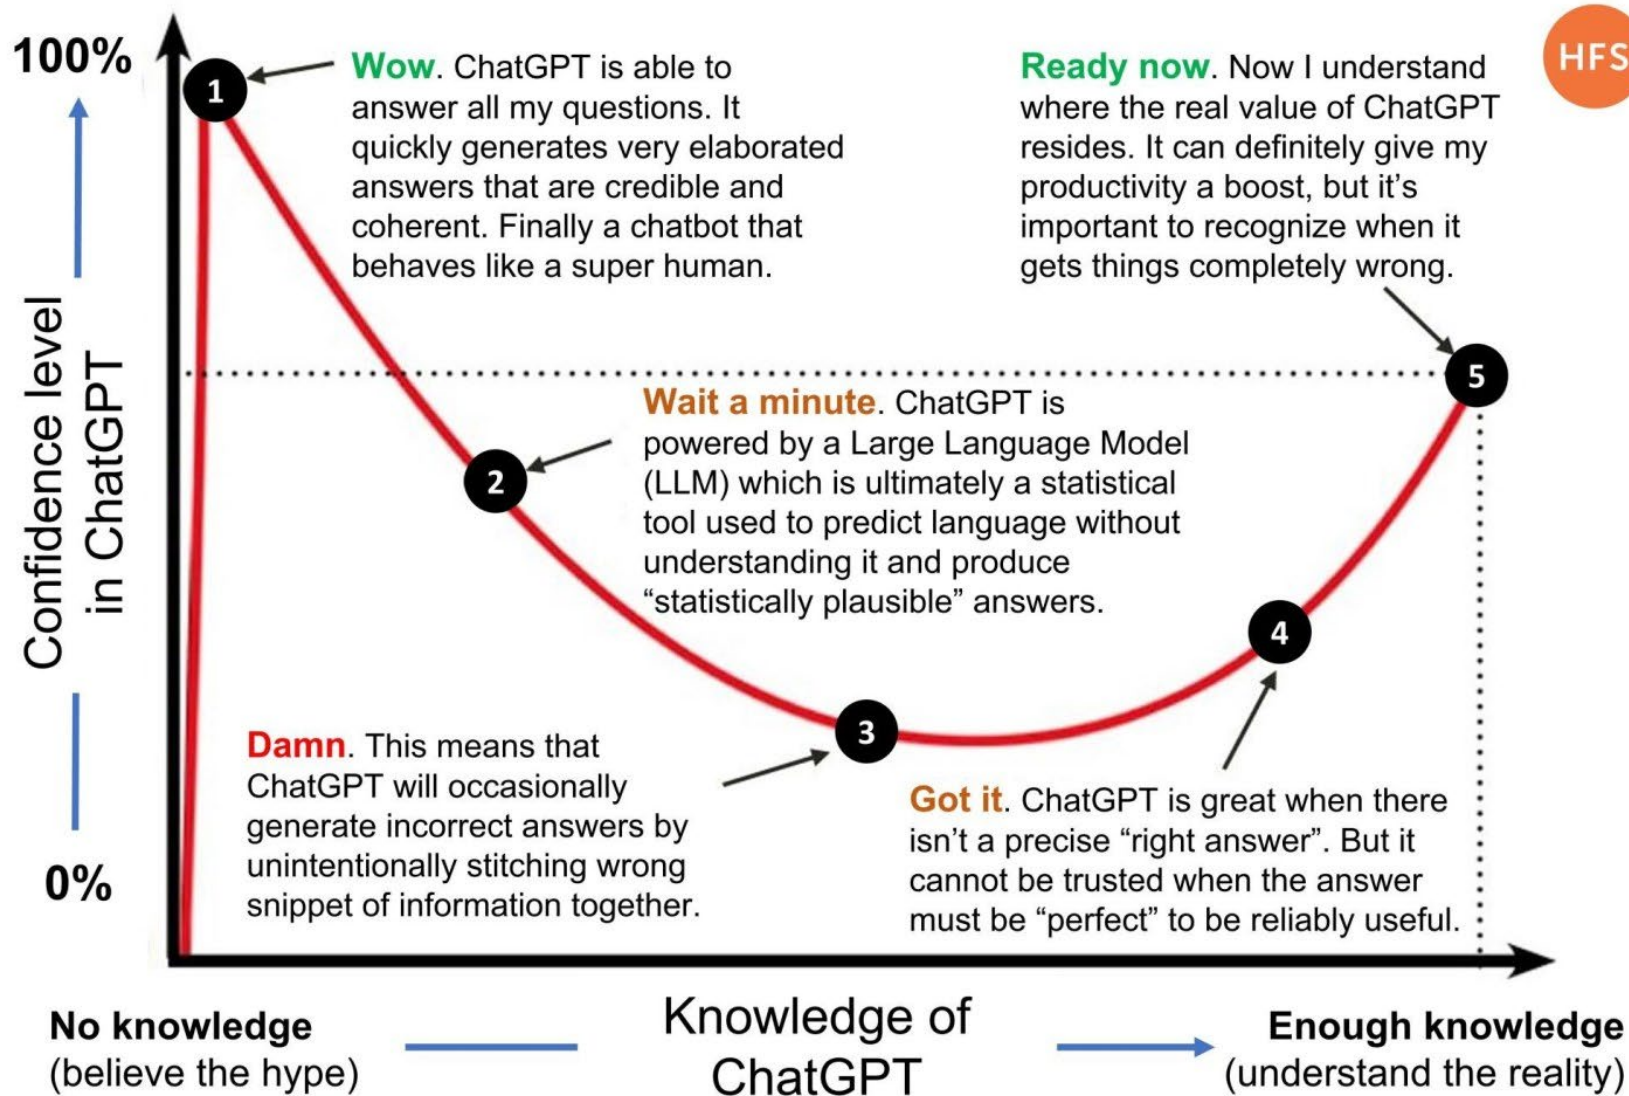 100%
HFS
1
Wow. ChatGPT is able to
answer all my questions. It
quickly generates very elaborated
answers that are credible and
coherent. Finally a chatbot that
behaves like a super human.
Ready now. Now I understand
where the real value of ChatGPT
resides. It can definitely give my
productivity a boost, but it’s
important to recognize when it
gets things completely wrong.
5
Confidence level
in ChatGPT
2
Wait a minute. ChatGPT is
powered by a Large Language Model
(LLM) which is ultimately a statistical
tool used to predict language without
understanding it and produce
“statistically plausible” answers.
4
3
Damn. This means that
ChatGPT will occasionally
generate incorrect answers by
unintentionally stitching wrong
snippet of information together.
Got it. ChatGPT is great when there
isn’t a precise “right answer”. But it
cannot be trusted when the answer
must be “perfect” to be reliably useful.
0%
No knowledge
(believe the hype)
Knowledge of
ChatGPT
Enough knowledge
(understand the reality)